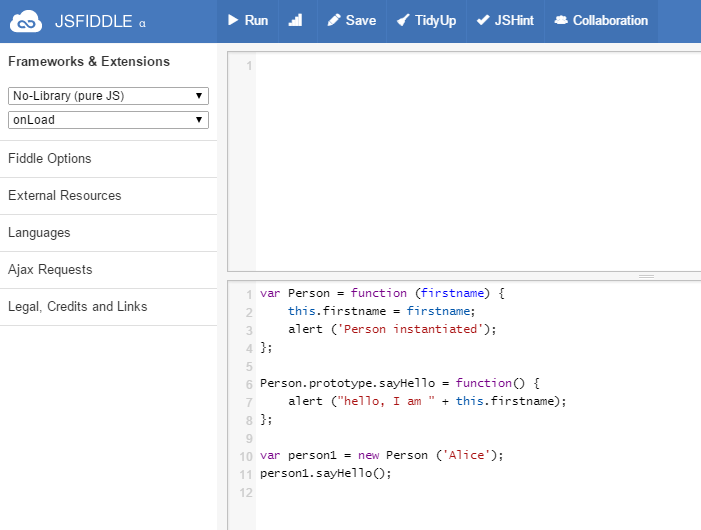 JSFIDDLE α
Run
Save
TidyUp
JSHint
Collaboration
Frameworks & Extensions
No-Library (pure JS)
onLoad
Fiddle Options
External Resources
Languages
Ajax Requests
Legal, Credits and Links
1
1 var Person = function (firstname) {
2 this.firstname = firstname;
3 alert ('Person instantiated');
4 };
5
6 Person.prototype.sayHello = function() {
7 alert ("hello, I am " + this.firstname);
8 };
9
10 var person1 = new Person ('Alice');
11 person1.sayHello();
12